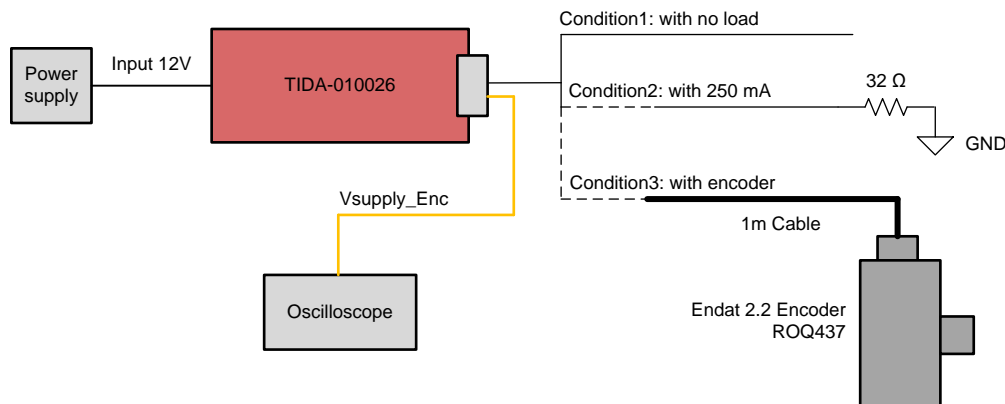 Condition1: with no load
Power
supply
Input 12V
TIDA-010026
Condition2: with 250 mA
32 Ω
GND
Condition3: with encoder
Vsupply_Enc
1m Cable
Oscilloscope
Endat 2.2 Encoder
ROQ437